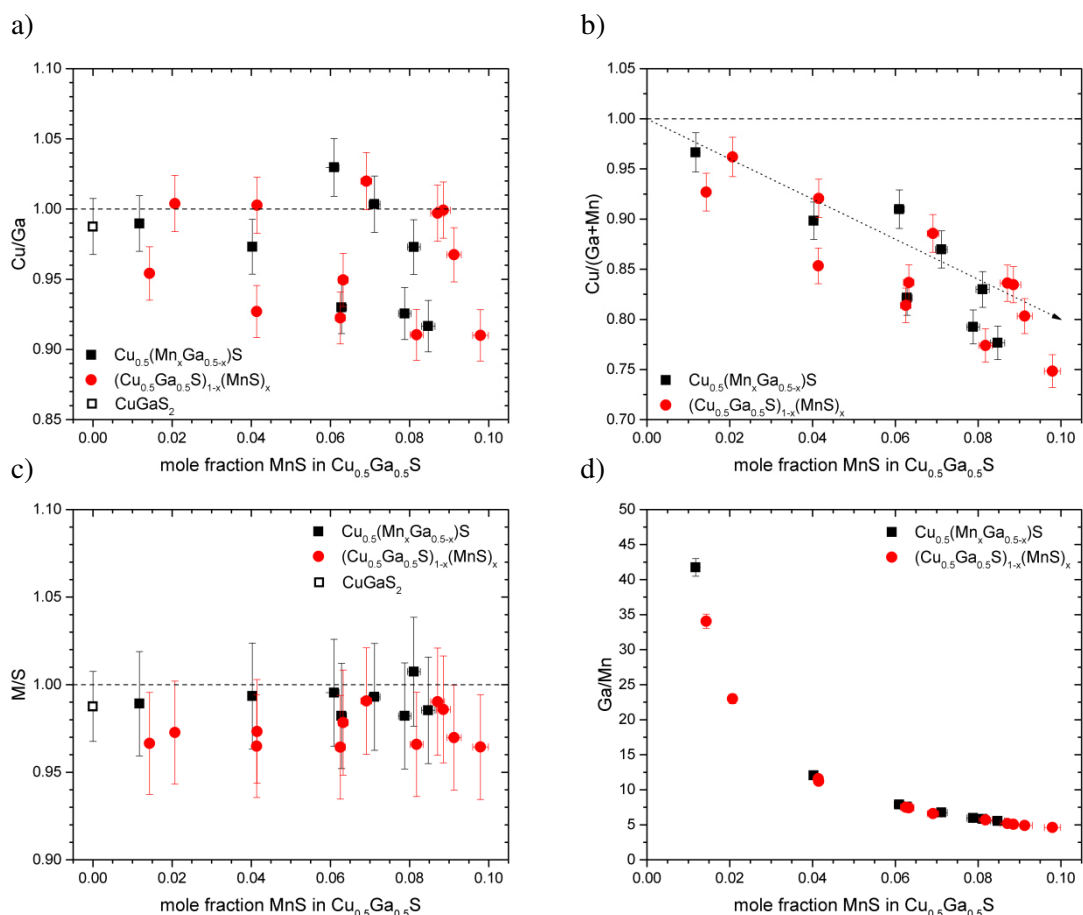 a)
1.10
1.05
1.00
0.95
0.90
0.85
Cu/Ga
Cu₀.₅(MnₓGa₀.₅₋ₓ)S
(Cu₀.₅Ga₀.₅S)₁₋ₓ(MnS)ₓ
CuGaS₂
0.00 0.02 0.04 0.06 0.08 0.10
mole fraction MnS in Cu₀.₅Ga₀.₅S
b)
1.05
1.00
0.95
0.90
0.85
0.80
0.75
0.70
Cu/(Ga+Mn)
Cu₀.₅(MnₓGa₀.₅₋ₓ)S
(Cu₀.₅Ga₀.₅S)₁₋ₓ(MnS)ₓ
0.00 0.02 0.04 0.06 0.08 0.10
mole fraction MnS in Cu₀.₅Ga₀.₅S
c)
1.10
1.05
1.00
0.95
0.90
M/S
Cu₀.₅(MnₓGa₀.₅₋ₓ)S
(Cu₀.₅Ga₀.₅S)₁₋ₓ(MnS)ₓ
CuGaS₂
0.00 0.02 0.04 0.06 0.08 0.10
mole fraction MnS in Cu₀.₅Ga₀.₅S
d)
50
45
40
35
30
25
20
15
10
5
0
Ga/Mn
Cu₀.₅(MnₓGa₀.₅₋ₓ)S
(Cu₀.₅Ga₀.₅S)₁₋ₓ(MnS)ₓ
0.00 0.02 0.04 0.06 0.08 0.10
mole fraction MnS in Cu₀.₅Ga₀.₅S